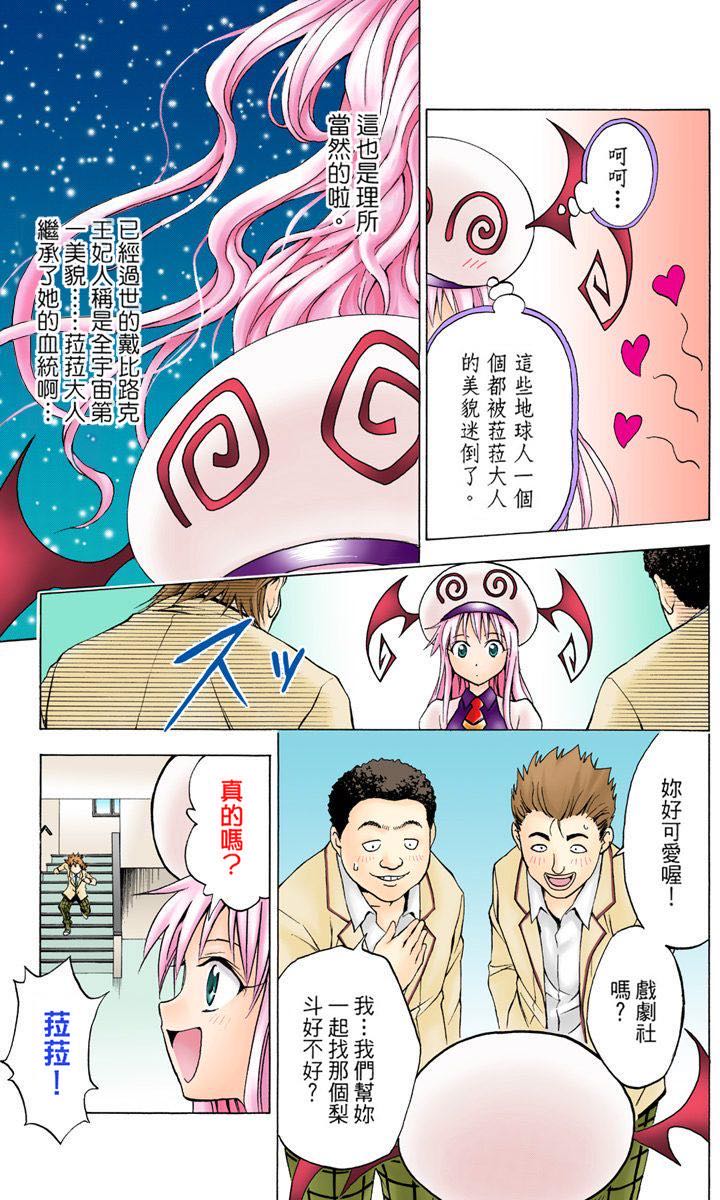 呵呵…
這些地球人一個
個都被菈菈大人
的美貌迷倒了。
這也是理所
當然的啦。
已經過世的戴比路克
王妃人稱是全宇宙第
一美貌……菈菈大人
繼承了她的血統啊…
スッ
妳好可愛喔！
戲劇社
嗎？
我…我們幫妳
一起找那個梨
斗好不好？
真的嗎？
菈菈！